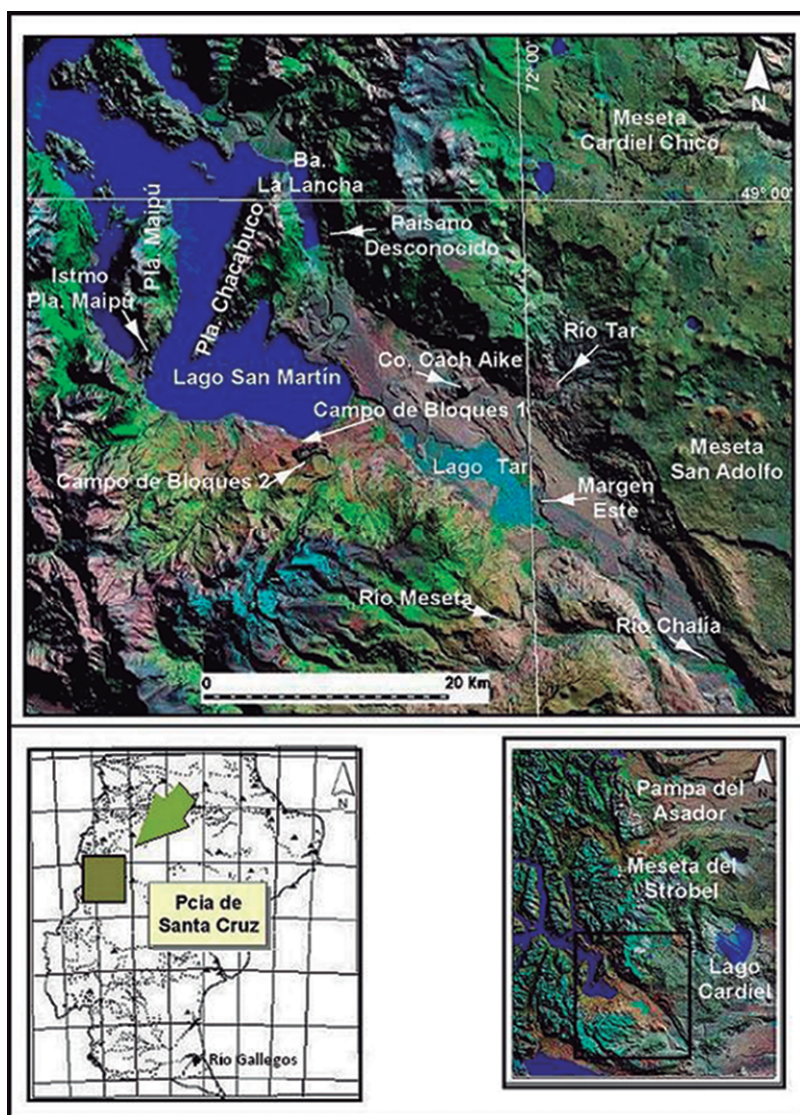 N
72° 00'
Meseta
Cardiel Chico
Ba.
La Lancha
49° 00'
Pla. Maipú
Pla. Chacabuco
Paisano
Desconocido
Istmo
Pla. Maipú
Río Tar
Co. Cach Aike
Lago San Martín
Campo de Bloques 1
Meseta
San Adolfo
Lago Tar
Campo de Bloques 2
Margen
Este
Río Meseta
Río Chalía
0 20 Km
N
Pcia de
Santa Cruz
Río Gallegos
N
Pampa del
Asador
Meseta del
Strobel
Lago
Cardiel